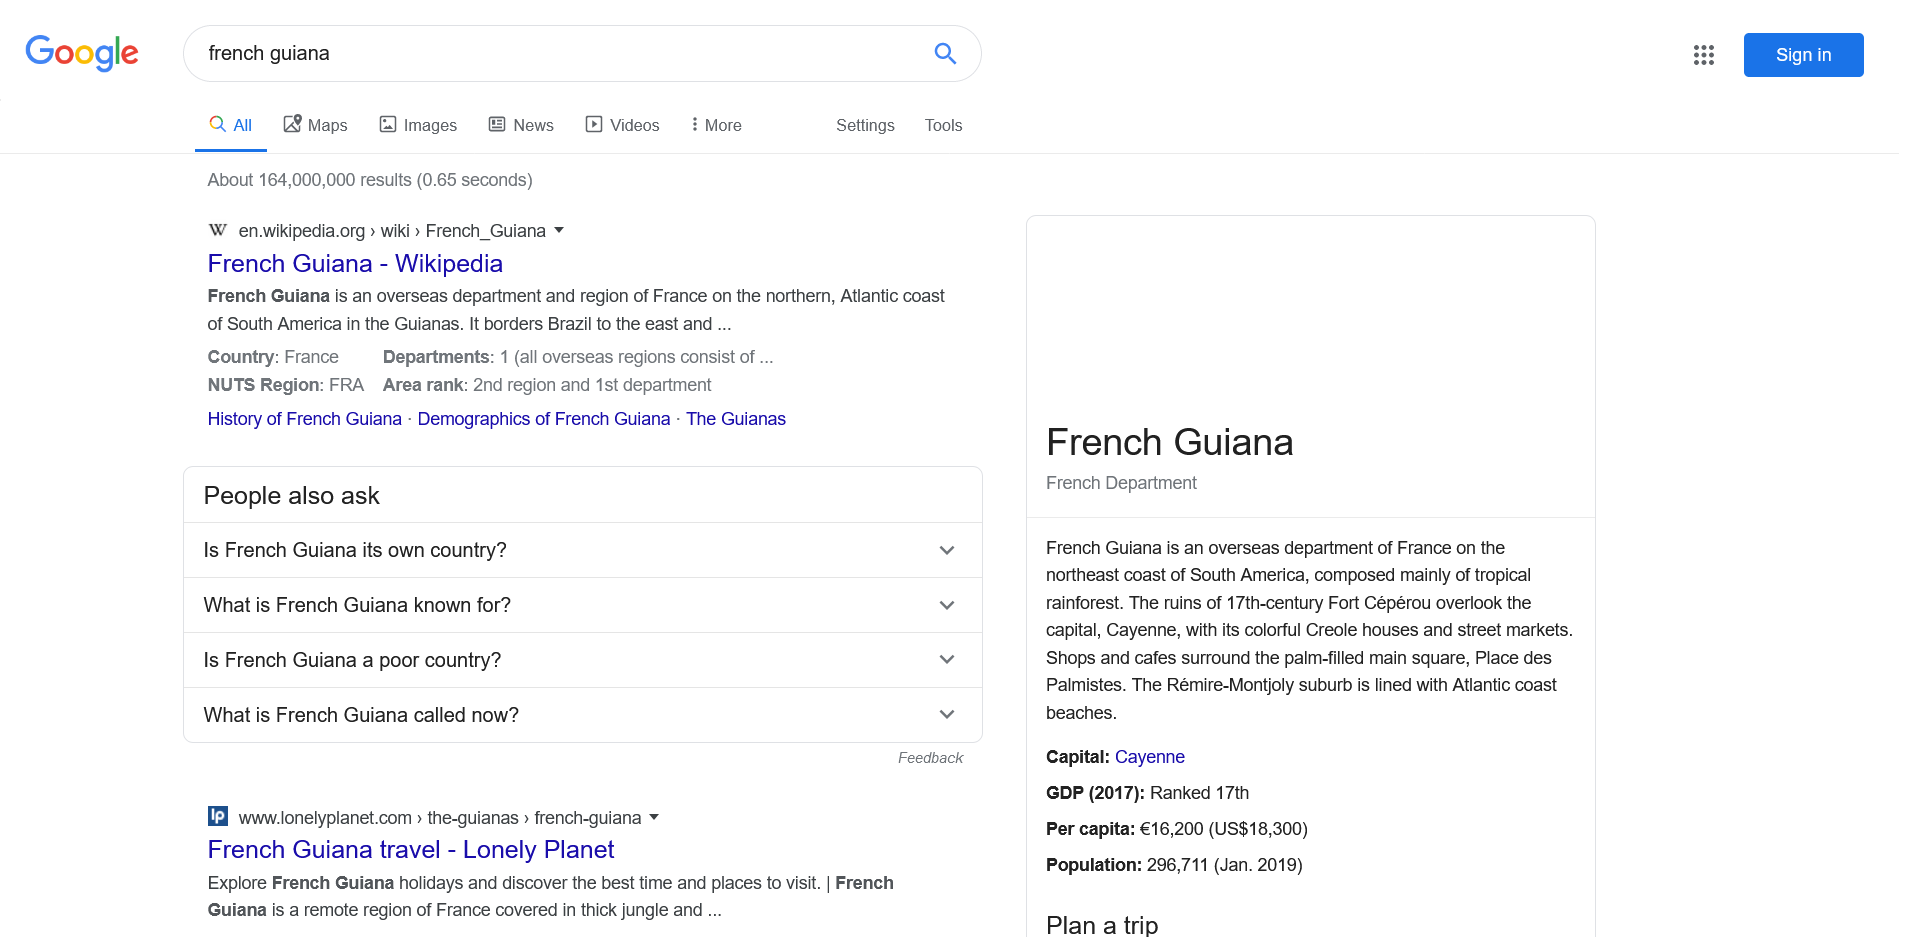 Google
french guiana
Sign in
All
Maps
Images
News
Videos
More
Settings
Tools
About 164,000,000 results (0.65 seconds)
W en.wikipedia.org › wiki › French_Guiana
French Guiana - Wikipedia
French Guiana is an overseas department and region of France on the northern, Atlantic coast
of South America in the Guianas. It borders Brazil to the east and ...
Country: France Departments: 1 (all overseas regions consist of ...
NUTS Region: FRA Area rank: 2nd region and 1st department
History of French Guiana · Demographics of French Guiana · The Guianas
People also ask
Is French Guiana its own country?
What is French Guiana known for?
Is French Guiana a poor country?
What is French Guiana called now?
Feedback
lp www.lonelyplanet.com › the-guianas › french-guiana
French Guiana travel - Lonely Planet
Explore French Guiana holidays and discover the best time and places to visit. | French
Guiana is a remote region of France covered in thick jungle and ...
French Guiana
French Department
French Guiana is an overseas department of France on the
northeast coast of South America, composed mainly of tropical
rainforest. The ruins of 17th-century Fort Cépérou overlook the
capital, Cayenne, with its colorful Creole houses and street markets.
Shops and cafes surround the palm-filled main square, Place des
Palmistes. The Rémire-Montjoly suburb is lined with Atlantic coast
beaches.
Capital: Cayenne
GDP (2017): Ranked 17th
Per capita: €16,200 (US$18,300)
Population: 296,711 (Jan. 2019)
Plan a trip